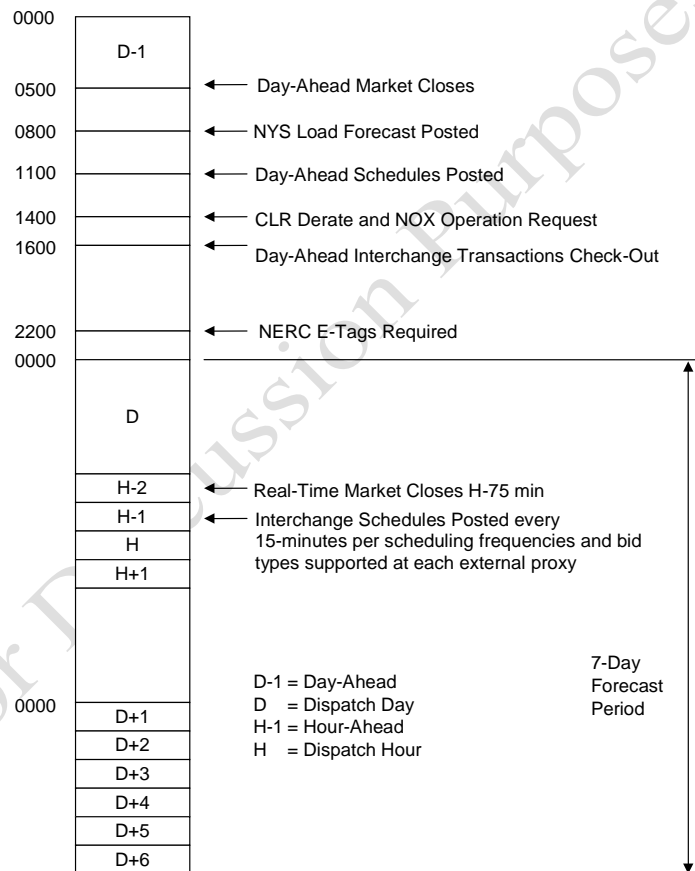 0000
D-1
0500
Day-Ahead Market Closes
0800
NYS Load Forecast Posted
1100
Day-Ahead Schedules Posted
1400
CLR Derate and NOX Operation Request
1600
Day-Ahead Interchange Transactions Check-Out
2200
NERC E-Tags Required
0000
D
H-2
Real-Time Market Closes H-75 min
H-1
Interchange Schedules Posted every
15-minutes per scheduling frequencies and bid
types supported at each external proxy
H
H+1
7-Day
Forecast
Period
D-1 = Day-Ahead
D = Dispatch Day
H-1 = Hour-Ahead
H = Dispatch Hour
0000
D+1
D+2
D+3
D+4
D+5
D+6